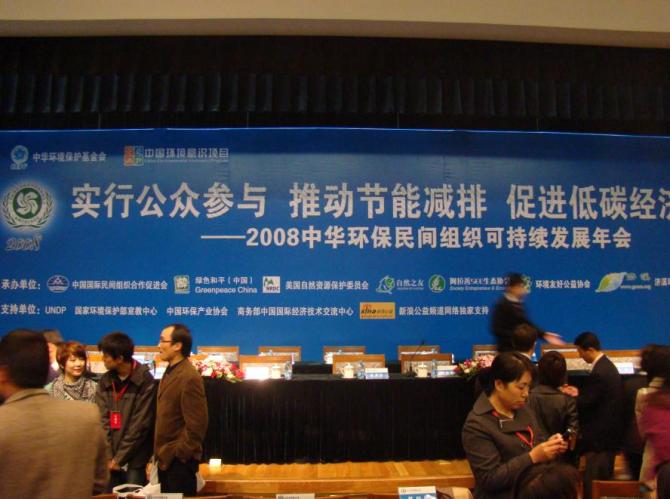 中华环境保护基金会 中国环境意识项目
实行公众参与 推动节能减排 促进低碳经济
2008
——2008中华环保民间组织可持续发展年会
承办单位: 中国国际民间组织合作促进会 绿色和平(中国) Greenpeace China NRDC 美国自然资源保护委员会 自然之友 阿拉善SEE生态协会 环境友好公益协会
支持单位: UNDP 国家环境保护部宣教中心 中国环保产业协会 商务部中国国际经济技术交流中心 sina 新浪公益频道网络独家支持